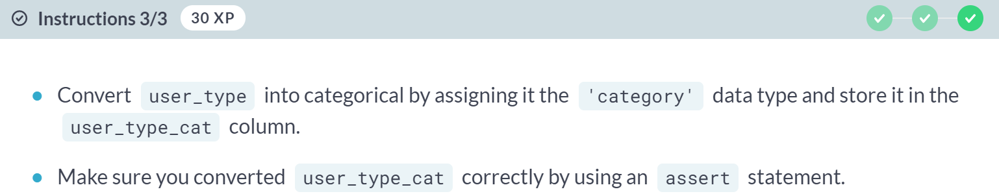 Instructions 3/3 30 XP
Convert user_type into categorical by assigning it the 'category' data type and store it in the
user_type_cat column.
Make sure you converted user_type_cat correctly by using an assert statement.